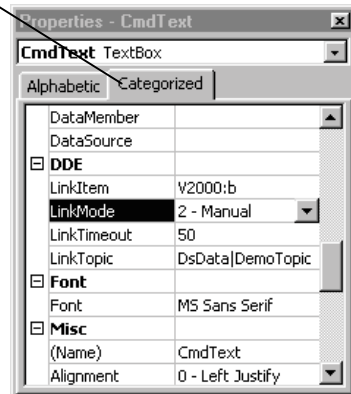 Properties - CmdText
CmdText TextBox
Alphabetic Categorized
DataMember
DataSource
DDE
LinkItem V2000:b
LinkMode 2 - Manual
LinkTimeout 50
LinkTopic DsData|DemoTopic
Font
Font MS Sans Serif
Misc
(Name) CmdText
Alignment 0 - Left Justify